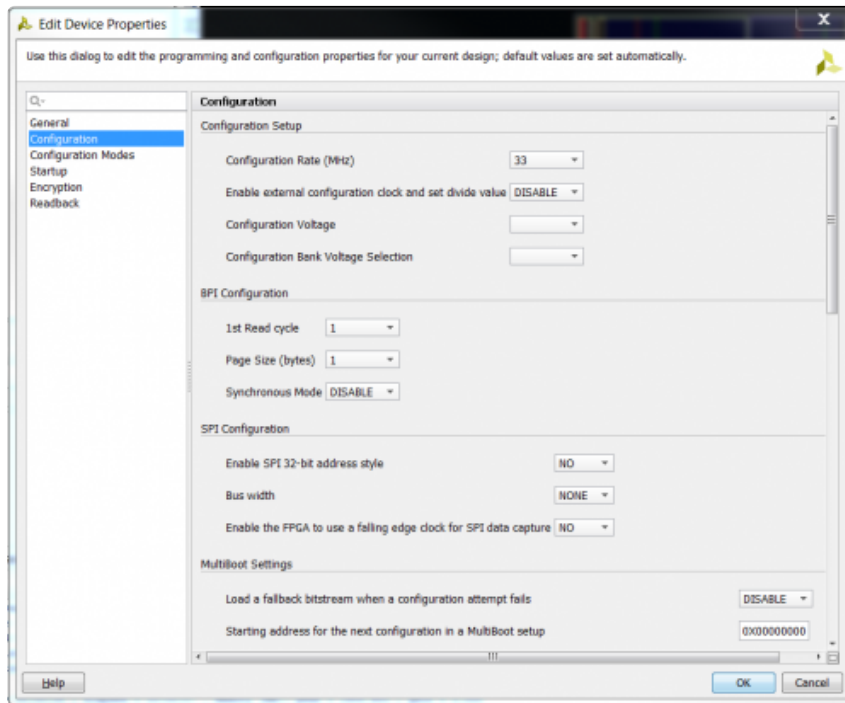 Edit Device Properties
Use this dialog to edit the programming and configuration properties for your current design; default values are set automatically.
General
Configuration
Configuration Modes
Startup
Encryption
Readback
Configuration
Configuration Setup
Configuration Rate (MHz) 33
Enable external configuration clock and set divide value DISABLE
Configuration Voltage
Configuration Bank Voltage Selection
BPI Configuration
1st Read cycle 1
Page Size (bytes) 1
Synchronous Mode DISABLE
SPI Configuration
Enable SPI 32-bit address style NO
Bus width NONE
Enable the FPGA to use a falling edge clock for SPI data capture NO
MultiBoot Settings
Load a fallback bitstream when a configuration attempt fails DISABLE
Starting address for the next configuration in a MultiBoot setup 0X00000000
Help OK Cancel